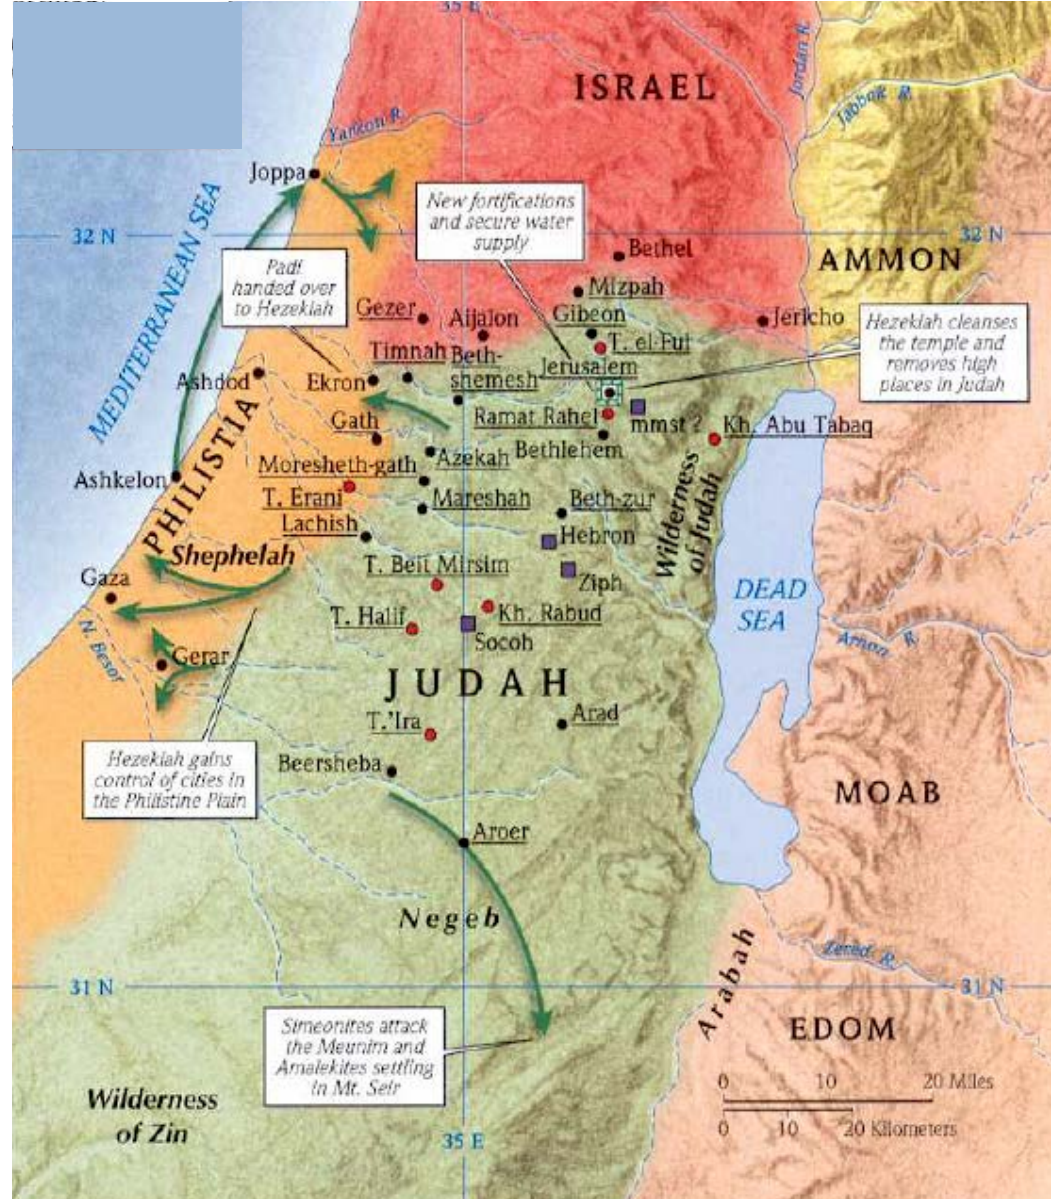 35 E
ISRAEL
Jordan R.
Jabbok R.
Yarkon R.
Joppa
MEDITERRANEAN SEA
New fortifications
and secure water
supply
32 N
32 N
Bethel
AMMON
Padi
handed over
to Hezekiah
Mizpah
Gezer
Aijalon
Gibeon
Jericho
Hezekiah cleanses
the temple and
removes high
places in Judah
T. el-Ful
Timnah
Beth-
shemesh
Jerusalem
Ashdod
Ekron
Gath
Ramat Rahel
mmst ?
Kh. Abu Tabaq
Bethlehem
Azekah
Moresheth-gath
Ashkelon
PHILISTIA
T. Erani
Mareshah
Beth-zur
Wilderness
of Judah
Lachish
Hebron
Shephelah
T. Beit Mirsim
Ziph
Gaza
DEAD
SEA
T. Halif
Kh. Rabud
Socoh
N. Besor
Gerar
Arnon R.
JUDAH
T.'Ira
Arad
Hezekiah gains
control of cities in
the Philistine Plain
Beersheba
MOAB
Aroer
Negeb
Arabah
Zered R.
31 N
31 N
Simeonites attack
the Meunim and
Amalekites settling
in Mt. Seir
EDOM
0 10 20 Miles
0 10 20 Kilometers
Wilderness
of Zin
35 E